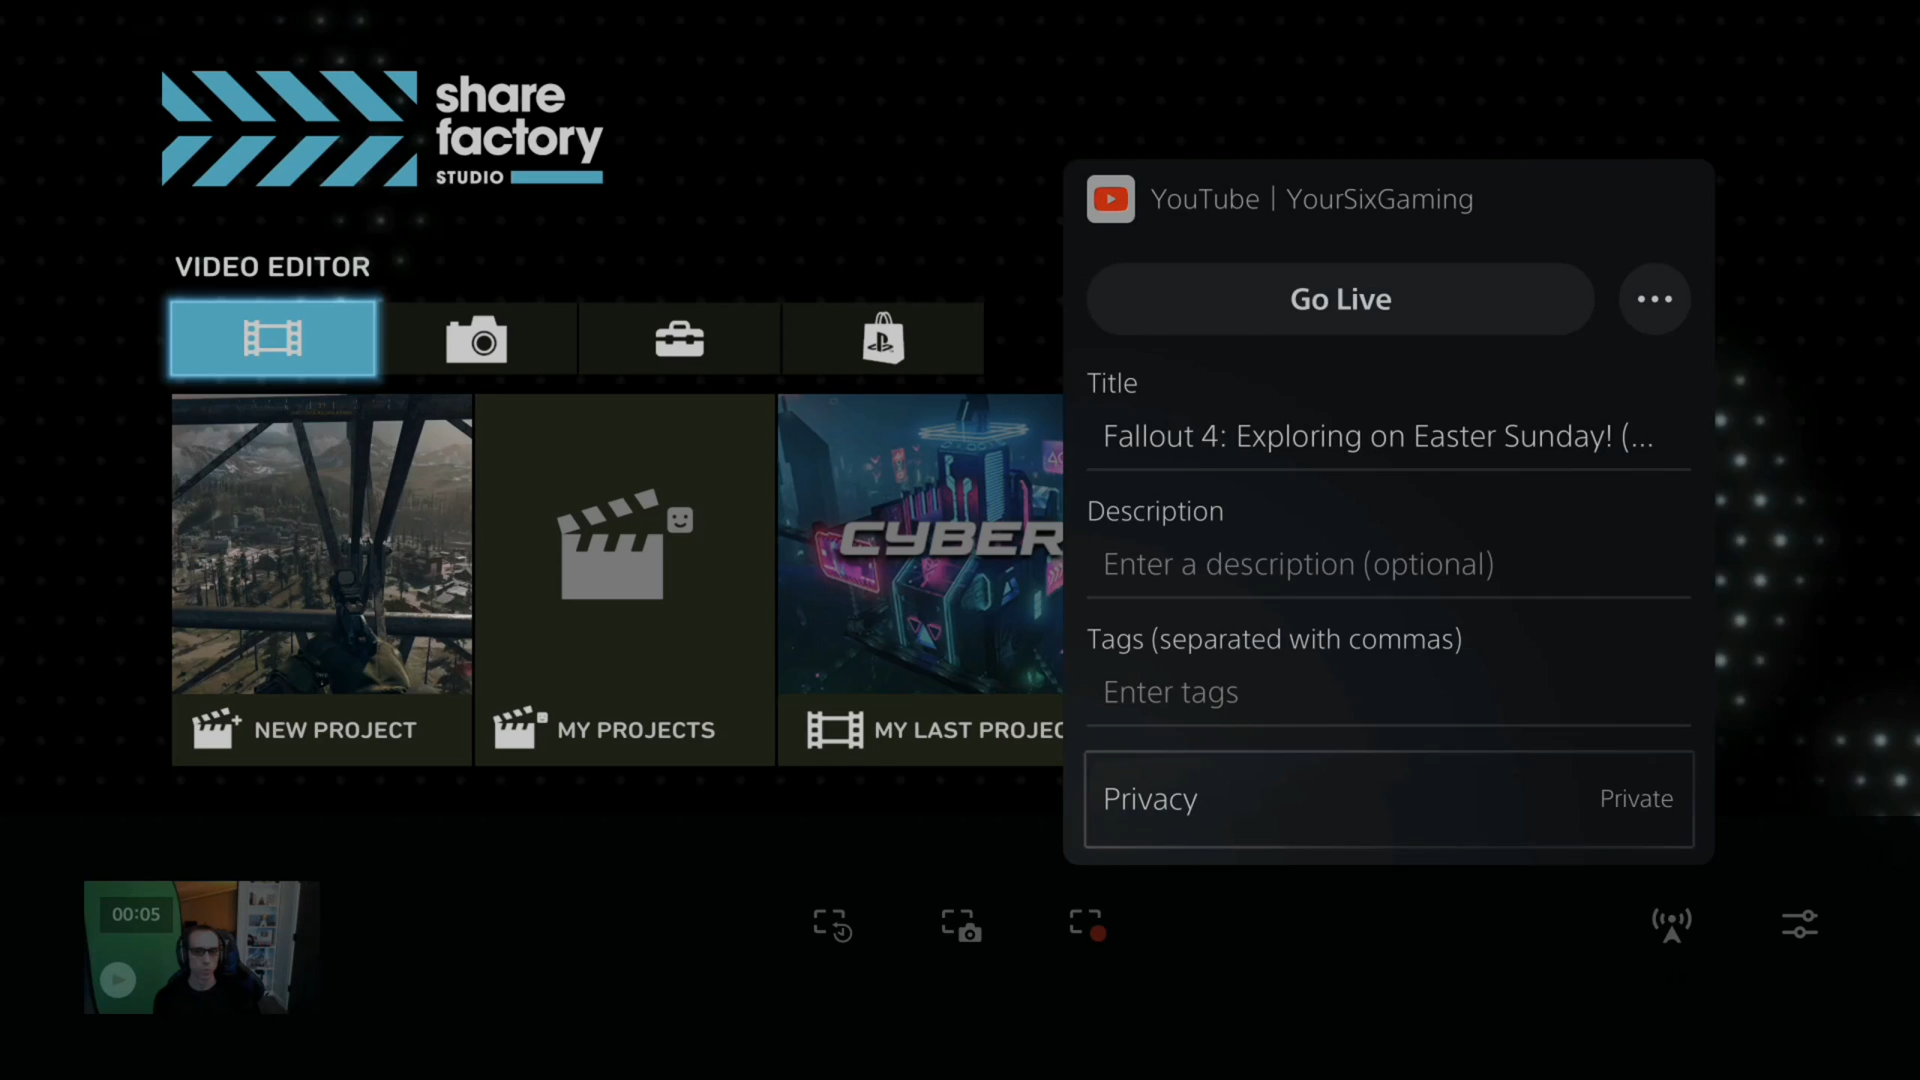 share
factory
STUDIO
VIDEO EDITOR
NEW PROJECT
MY PROJECTS
CYBER
MY LAST PROJEC
YouTube | YourSixGaming
Go Live
Title
Fallout 4: Exploring on Easter Sunday! (...
Description
Enter a description (optional)
Tags (separated with commas)
Enter tags
Privacy
Private
00:05